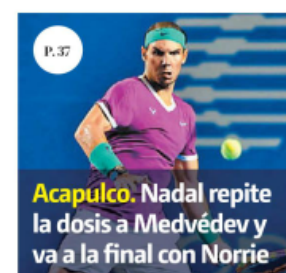 P. 37
Acapulco. Nadal repite
la dosis a Medvédev y
va a la final con Norrie